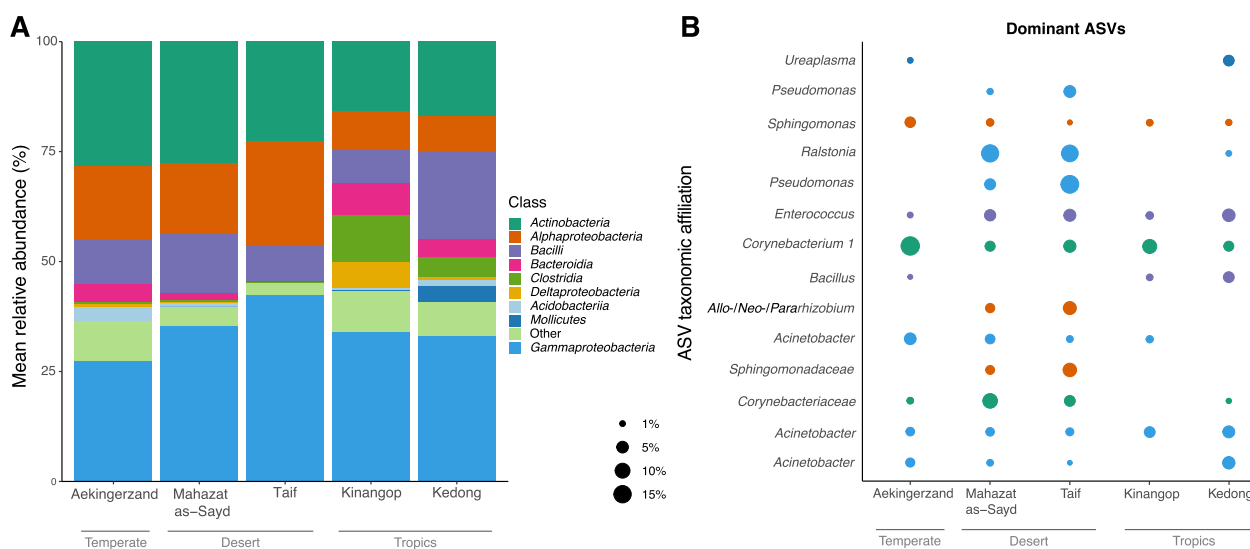 A
Mean relative abundance (%)
100
75
50
25
0
Aekingerzand
Mahazat
as–Sayd
Taif
Kinangop
Kedong
Temperate
Desert
Tropics
Class
Actinobacteria
Alphaproteobacteria
Bacilli
Bacteroidia
Clostridia
Deltaproteobacteria
Acidobacteriia
Mollicutes
Other
Gammaproteobacteria
1%
5%
10%
15%
B
Dominant ASVs
ASV taxonomic affiliation
Ureaplasma
Pseudomonas
Sphingomonas
Ralstonia
Pseudomonas
Enterococcus
Corynebacterium 1
Bacillus
Allo-/Neo-/Pararhizobium
Acinetobacter
Sphingomonadaceae
Corynebacteriaceae
Acinetobacter
Acinetobacter
Aekingerzand
Mahazat
as–Sayd
Taif
Kinangop
Kedong
Temperate
Desert
Tropics